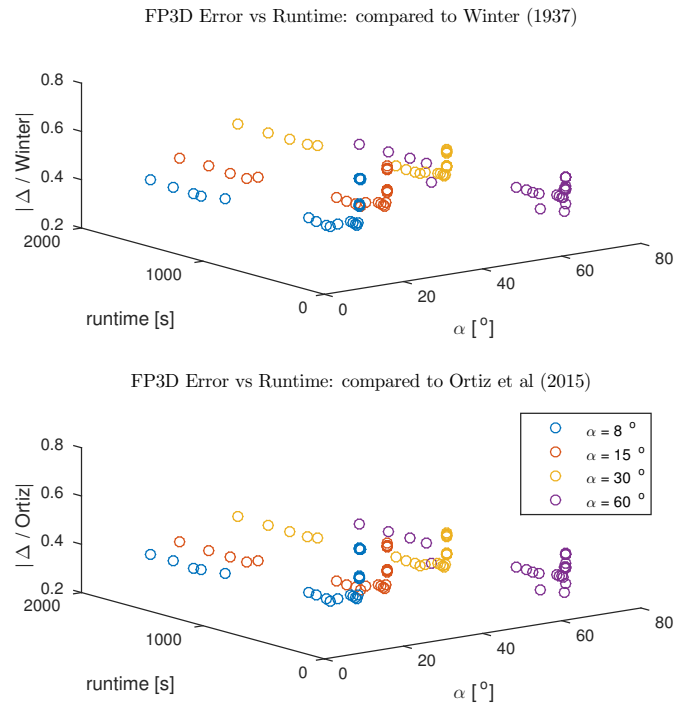 FP3D Error vs Runtime: compared to Winter (1937)
0.8
0.6
0.4
0.2
|Δ / Winter|
2000
1000
0
runtime [s]
0
20
40
60
80
α [°]
FP3D Error vs Runtime: compared to Ortiz et al (2015)
α = 8 °
α = 15 °
α = 30 °
α = 60 °
0.8
0.6
0.4
0.2
|Δ / Ortiz|
2000
1000
0
runtime [s]
0
20
40
60
80
α [°]